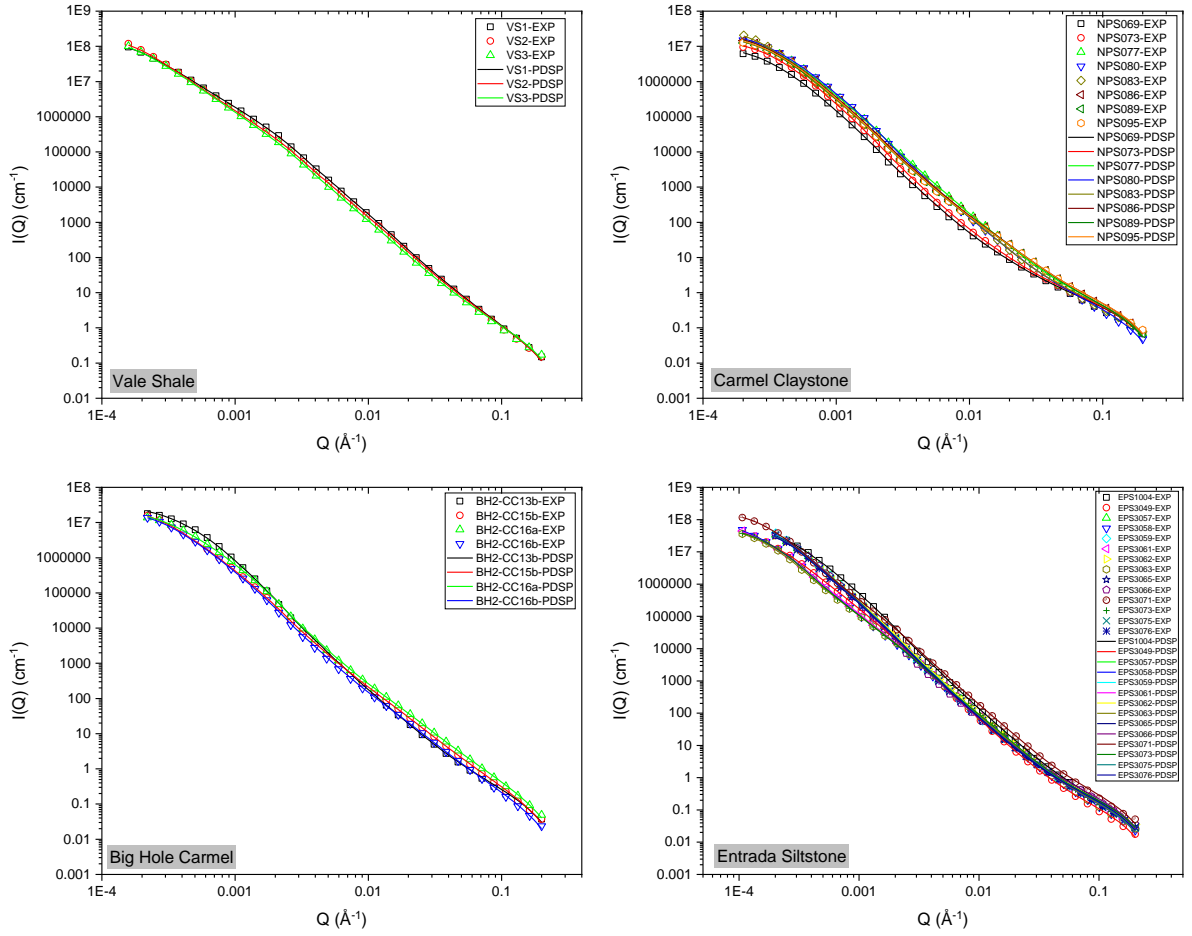 1E9
1E8
1E7
1000000
100000
10000
1000
100
10
1
0.1
0.01
1E-4
0.001
0.01
0.1
I(Q) (cm⁻¹)
Q (Å⁻¹)
VS1-EXP
VS2-EXP
VS3-EXP
VS1-PDSP
VS2-PDSP
VS3-PDSP
Vale Shale
1E8
1E7
1000000
100000
10000
1000
100
10
1
0.1
0.01
0.001
1E-4
0.001
0.01
0.1
I(Q) (cm⁻¹)
Q (Å⁻¹)
NPS069-EXP
NPS073-EXP
NPS077-EXP
NPS080-EXP
NPS083-EXP
NPS086-EXP
NPS089-EXP
NPS095-EXP
NPS069-PDSP
NPS073-PDSP
NPS077-PDSP
NPS080-PDSP
NPS083-PDSP
NPS086-PDSP
NPS089-PDSP
NPS095-PDSP
Carmel Claystone
1E8
1E7
1000000
100000
10000
1000
100
10
1
0.1
0.01
0.001
1E-4
0.001
0.01
0.1
I(Q) (cm⁻¹)
Q (Å⁻¹)
BH2-CC13b-EXP
BH2-CC15b-EXP
BH2-CC16a-EXP
BH2-CC16b-EXP
BH2-CC13b-PDSP
BH2-CC15b-PDSP
BH2-CC16a-PDSP
BH2-CC16b-PDSP
Big Hole Carmel
1E9
1E8
1E7
1000000
100000
10000
1000
100
10
1
0.1
0.01
0.001
1E-4
0.001
0.01
0.1
I(Q) (cm⁻¹)
Q (Å⁻¹)
EPS1004-EXP
EPS3049-EXP
EPS3057-EXP
EPS3058-EXP
EPS3059-EXP
EPS3061-EXP
EPS3062-EXP
EPS3063-EXP
EPS3065-EXP
EPS3066-EXP
EPS3071-EXP
EPS3073-EXP
EPS3075-EXP
EPS3076-EXP
EPS1004-PDSP
EPS3049-PDSP
EPS3057-PDSP
EPS3058-PDSP
EPS3059-PDSP
EPS3061-PDSP
EPS3062-PDSP
EPS3063-PDSP
EPS3065-PDSP
EPS3066-PDSP
EPS3071-PDSP
EPS3073-PDSP
EPS3075-PDSP
EPS3076-PDSP
Entrada Siltstone